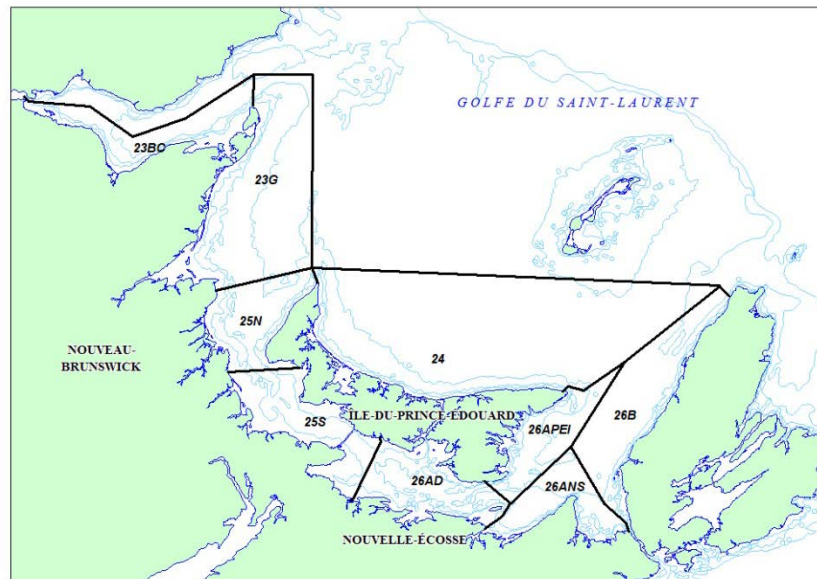 GOLFE DU SAINT-LAURENT
23BC
23G
25N
NOUVEAU-
BRUNSWICK
24
ÎLE-DU-PRINCE-ÉDOUARD
26B
25S
26APEI
26AD
26ANS
NOUVELLE-ÉCOSSE